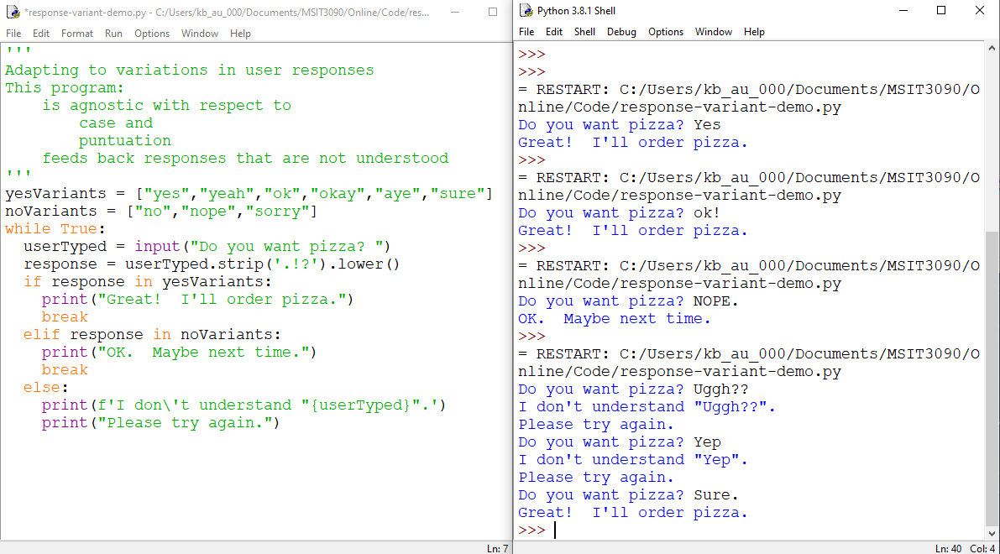 *response-variant-demo.py - C:/Users/kb_au_000/Documents/MSIT3090/Online/Code/res...
File Edit Format Run Options Window Help
'''
Adapting to variations in user responses
This program:
    is agnostic with respect to
        case and
        puntuation
    feeds back responses that are not understood
'''
yesVariants = ["yes","yeah","ok","okay","aye","sure"]
noVariants = ["no","nope","sorry"]
while True:
  userTyped = input("Do you want pizza? ")
  response = userTyped.strip('.!?').lower()
  if response in yesVariants:
    print("Great!  I'll order pizza.")
    break
  elif response in noVariants:
    print("OK.  Maybe next time.")
    break
  else:
    print(f'I don\'t understand "{userTyped}".')
    print("Please try again.")
Ln: 7
Python 3.8.1 Shell
File Edit Shell Debug Options Window Help
>>>
>>>
= RESTART: C:/Users/kb_au_000/Documents/MSIT3090/O
nline/Code/response-variant-demo.py
Do you want pizza? Yes
Great!  I'll order pizza.
>>>
= RESTART: C:/Users/kb_au_000/Documents/MSIT3090/O
nline/Code/response-variant-demo.py
Do you want pizza? ok!
Great!  I'll order pizza.
>>>
= RESTART: C:/Users/kb_au_000/Documents/MSIT3090/O
nline/Code/response-variant-demo.py
Do you want pizza? NOPE.
OK.  Maybe next time.
>>>
= RESTART: C:/Users/kb_au_000/Documents/MSIT3090/O
nline/Code/response-variant-demo.py
Do you want pizza? Uggh??
I don't understand "Uggh??".
Please try again.
Do you want pizza? Yep
I don't understand "Yep".
Please try again.
Do you want pizza? Sure.
Great!  I'll order pizza.
>>>
Ln: 40 Col: 4